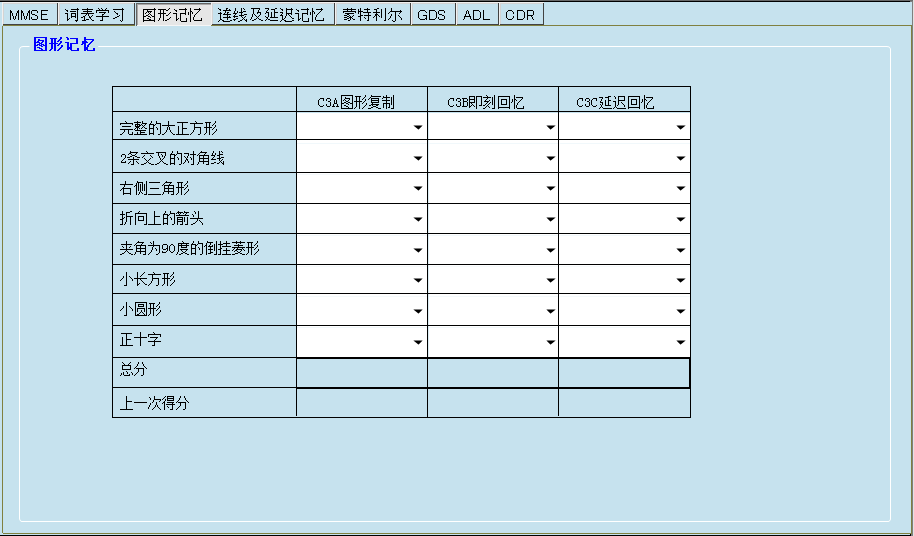 MMSE 词表学习 图形记忆 连线及延迟记忆 蒙特利尔 GDS ADL CDR
图形记忆
C3A图形复制 C3B即刻回忆 C3C延迟回忆
完整的大正方形
2条交叉的对角线
右侧三角形
折向上的箭头
夹角为90度的倒挂菱形
小长方形
小圆形
正十字
总分
上一次得分